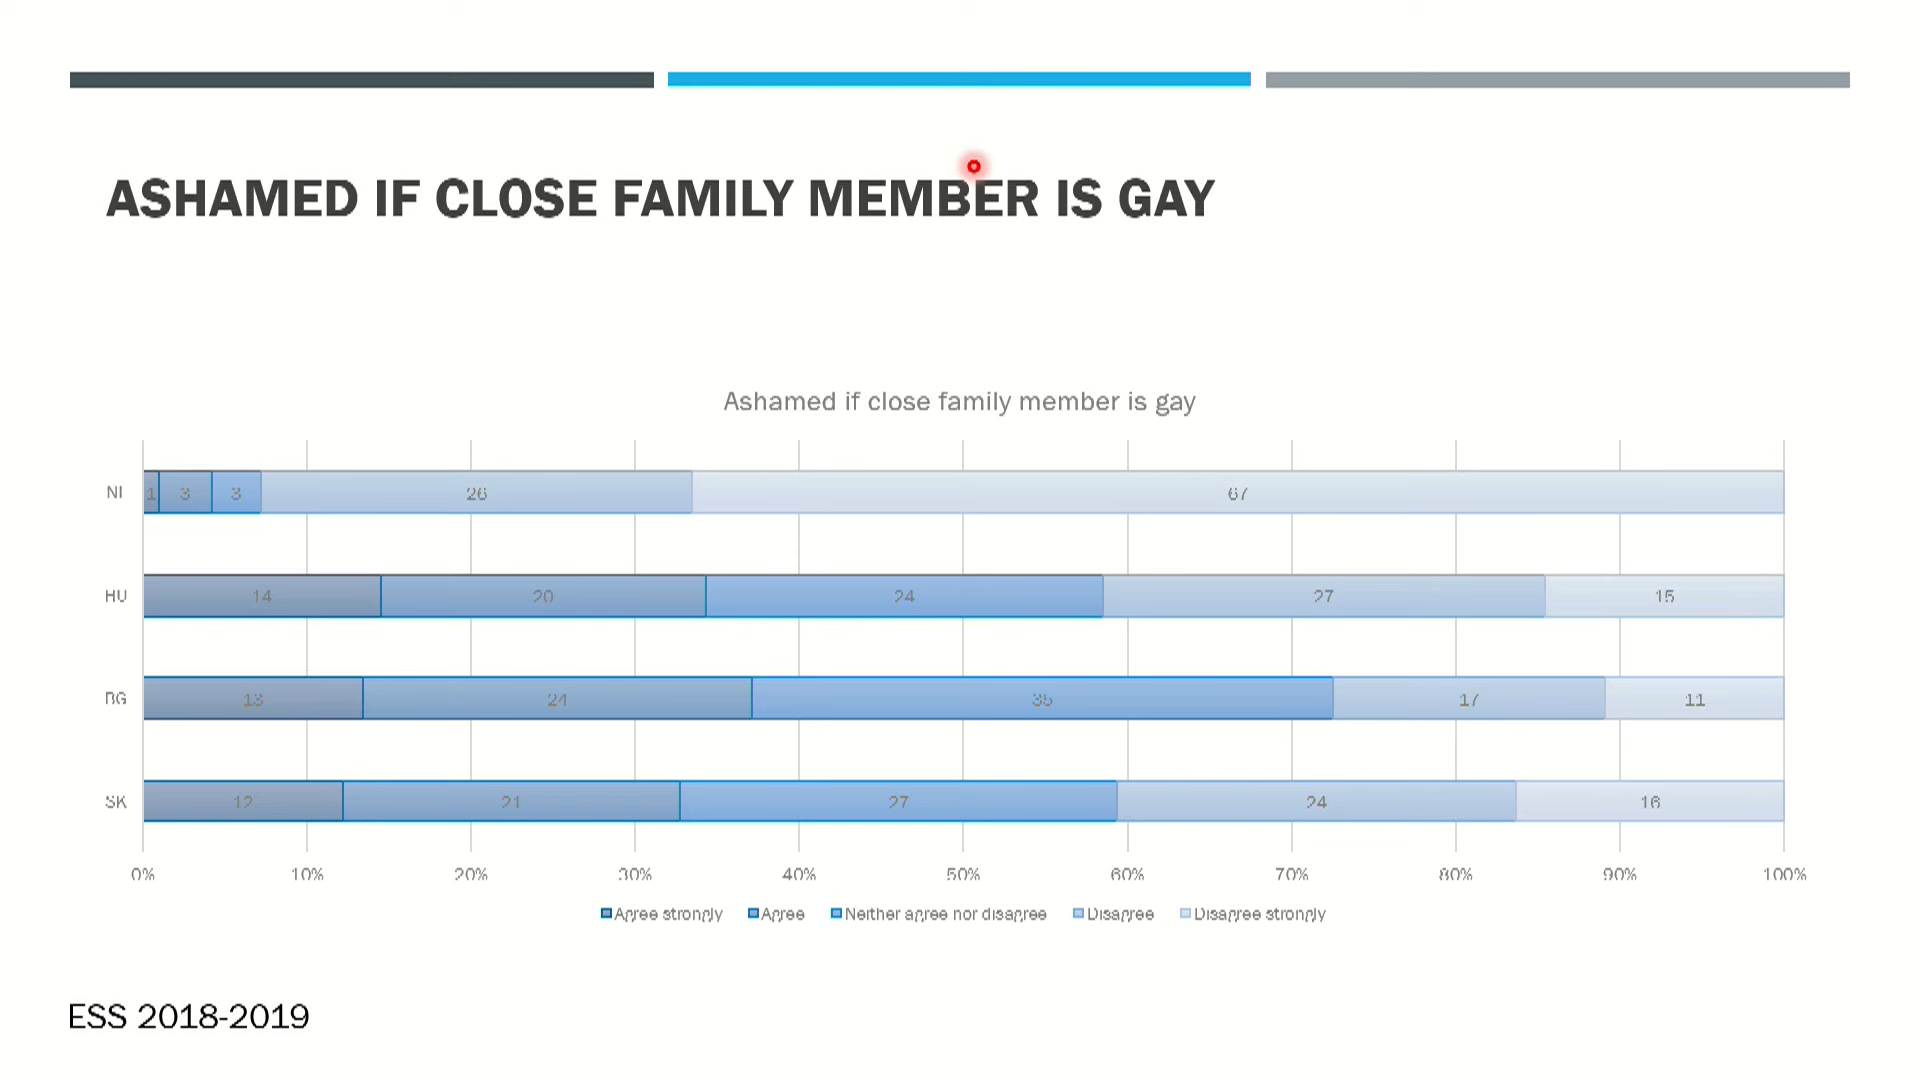 ASHAMED IF CLOSE FAMILY MEMBER IS GAY
Ashamed if close family member is gay
NI 1 3 3 26 67
HU 14 20 24 27 15
BG 13 24 35 17 11
SK 12 21 27 24 16
0% 10% 20% 30% 40% 50% 60% 70% 80% 90% 100%
Agree strongly Agree Neither agree nor disagree Disagree Disagree strongly
ESS 2018-2019